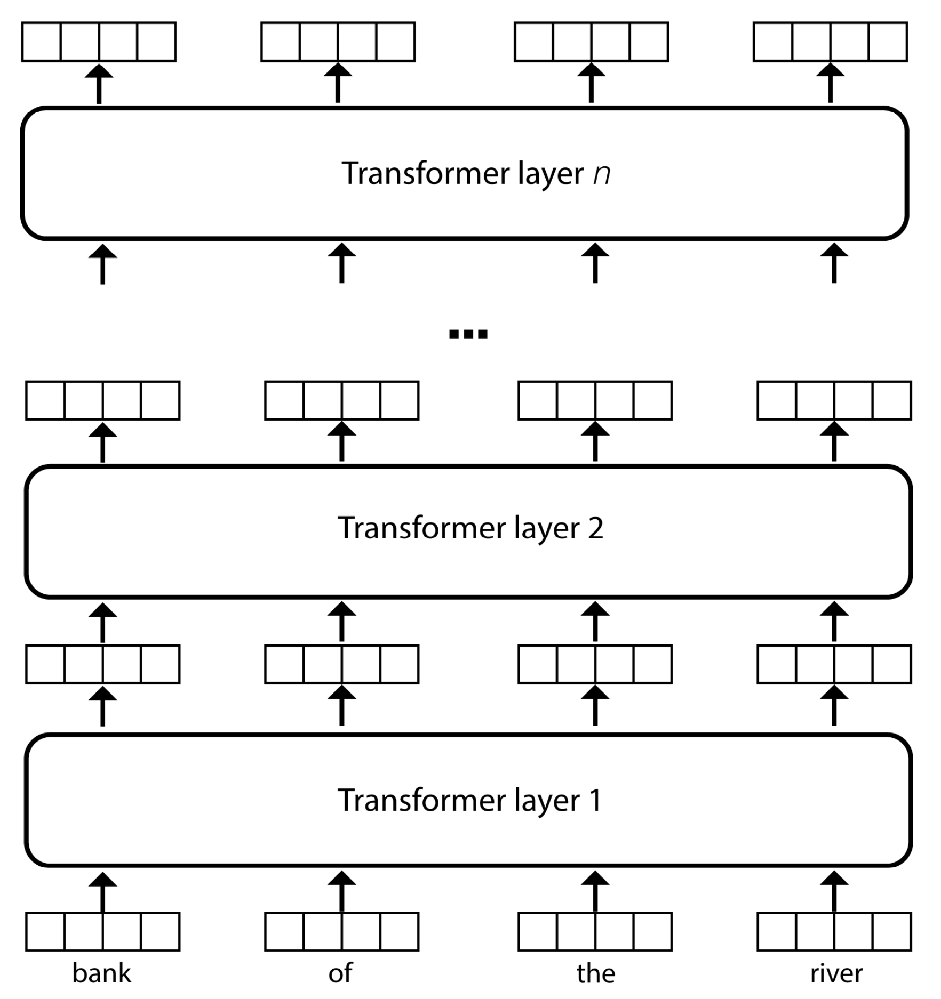 Transformer layer n
...
Transformer layer 2
Transformer layer 1
bank of the river